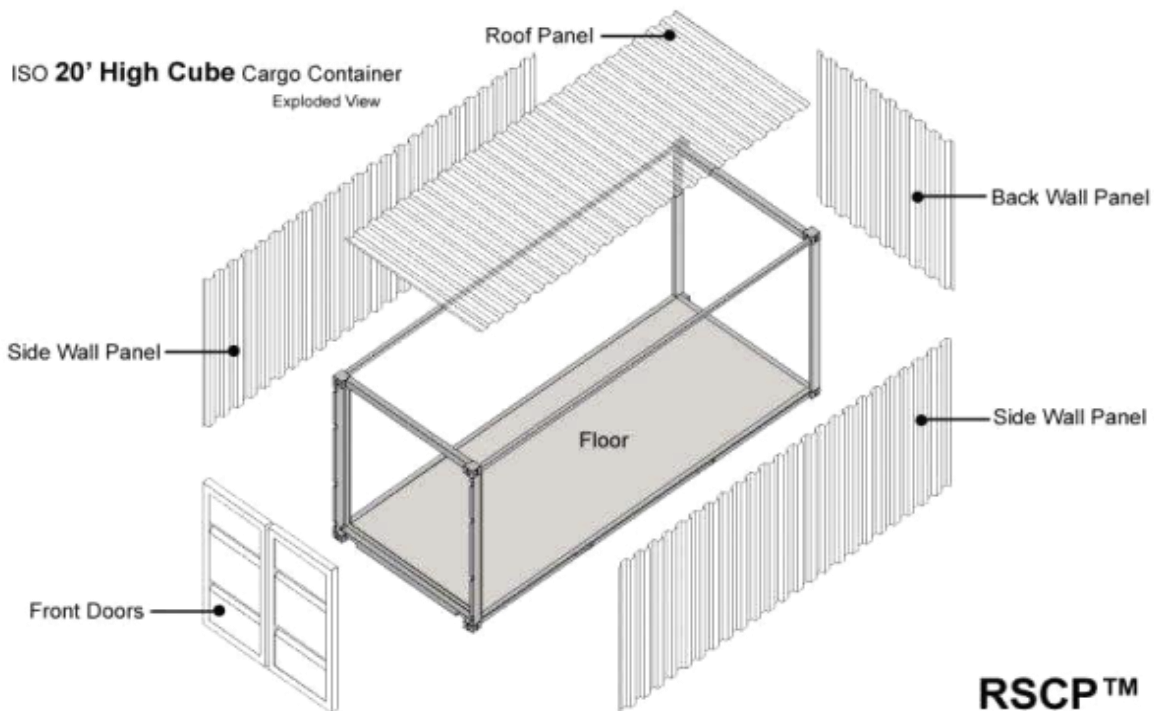 Roof Panel
ISO 20' High Cube Cargo Container
Exploded View
Back Wall Panel
Side Wall Panel
Side Wall Panel
Floor
Front Doors
RSCP™